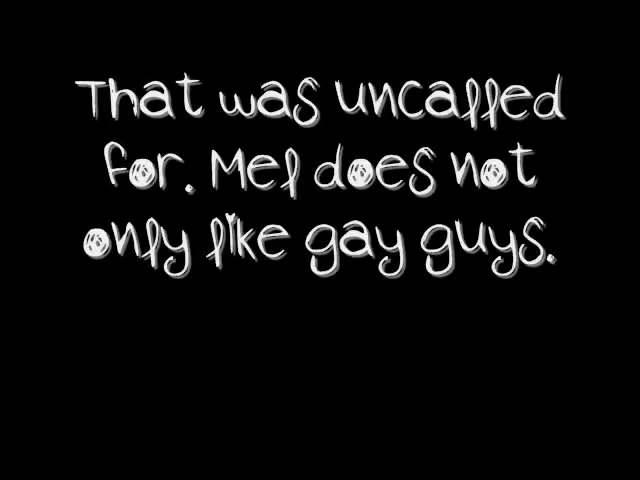 That was uncalled
for. Mel does not
only like gay guys.